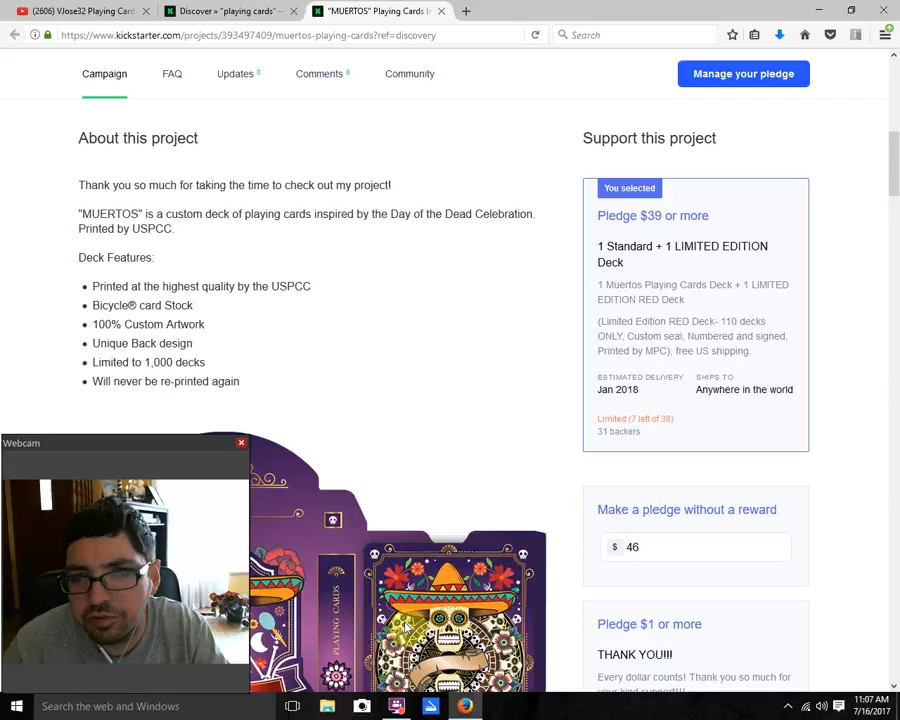 (2606) VJose32 Playing Card
Discover » "playing cards" —
"MUERTOS" Playing Cards b
https://www.kickstarter.com/projects/393497409/muertos-playing-cards?ref=discovery
Search
Campaign
FAQ
Updates 0
Comments 8
Community
Manage your pledge
About this project
Support this project
Thank you so much for taking the time to check out my project!
"MUERTOS" is a custom deck of playing cards inspired by the Day of the Dead Celebration.
Printed by USPCC.
Deck Features:
Printed at the highest quality by the USPCC
Bicycle® card Stock
100% Custom Artwork
Unique Back design
Limited to 1,000 decks
Will never be re-printed again
You selected
Pledge $39 or more
1 Standard + 1 LIMITED EDITION
Deck
1 Muertos Playing Cards Deck + 1 LIMITED
EDITION RED Deck
(Limited Edition RED Deck- 110 decks
ONLY, Custom seal, Numbered and signed,
Printed by MPC), free US shipping.
ESTIMATED DELIVERY
SHIPS TO
Jan 2018
Anywhere in the world
Limited (7 left of 38)
31 backers
Make a pledge without a reward
$ 46
Pledge $1 or more
THANK YOU!!!
Every dollar counts! Thank you so much for
your kind support!!!
Webcam
PLAYING CARDS
Search the web and Windows
11:07 AM
7/16/2017